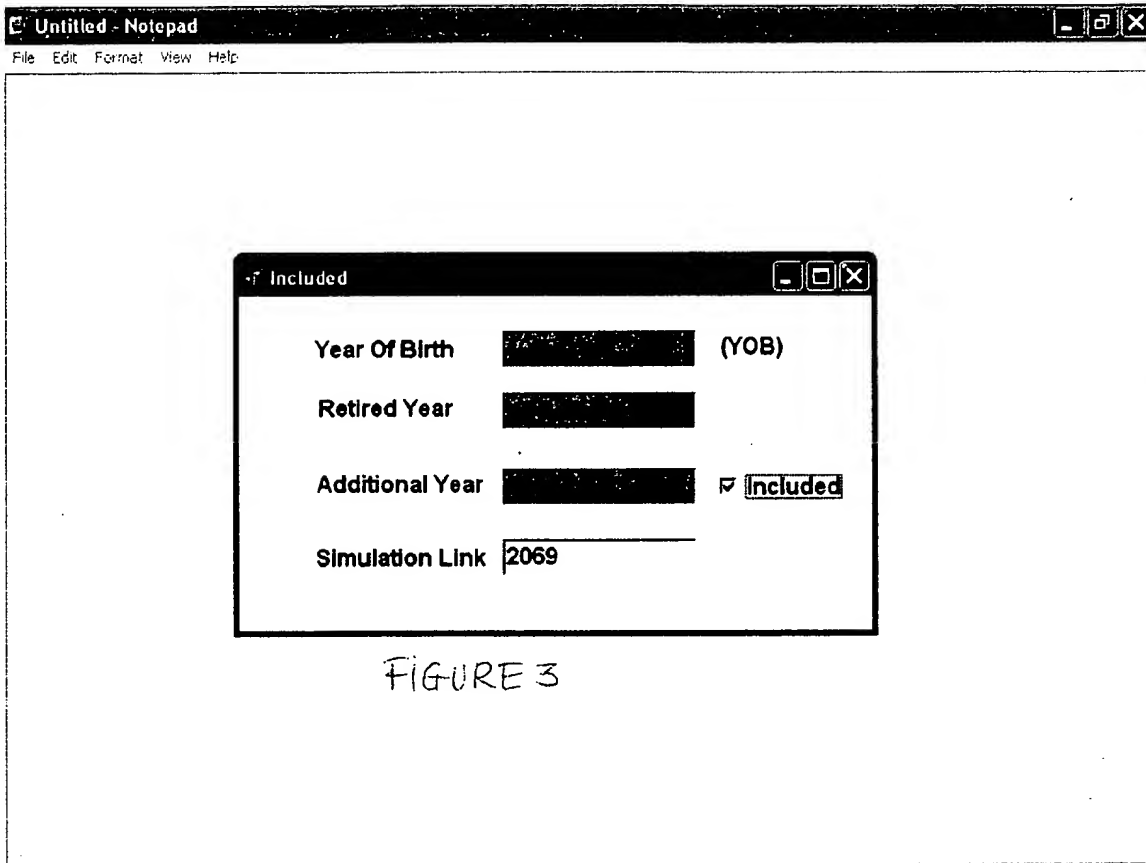 Untitled - Notepad
File Edit Format View Help
Included
Year Of Birth (YOB)
Retired Year
Additional Year Included
Simulation Link 2069
FIGURE 3